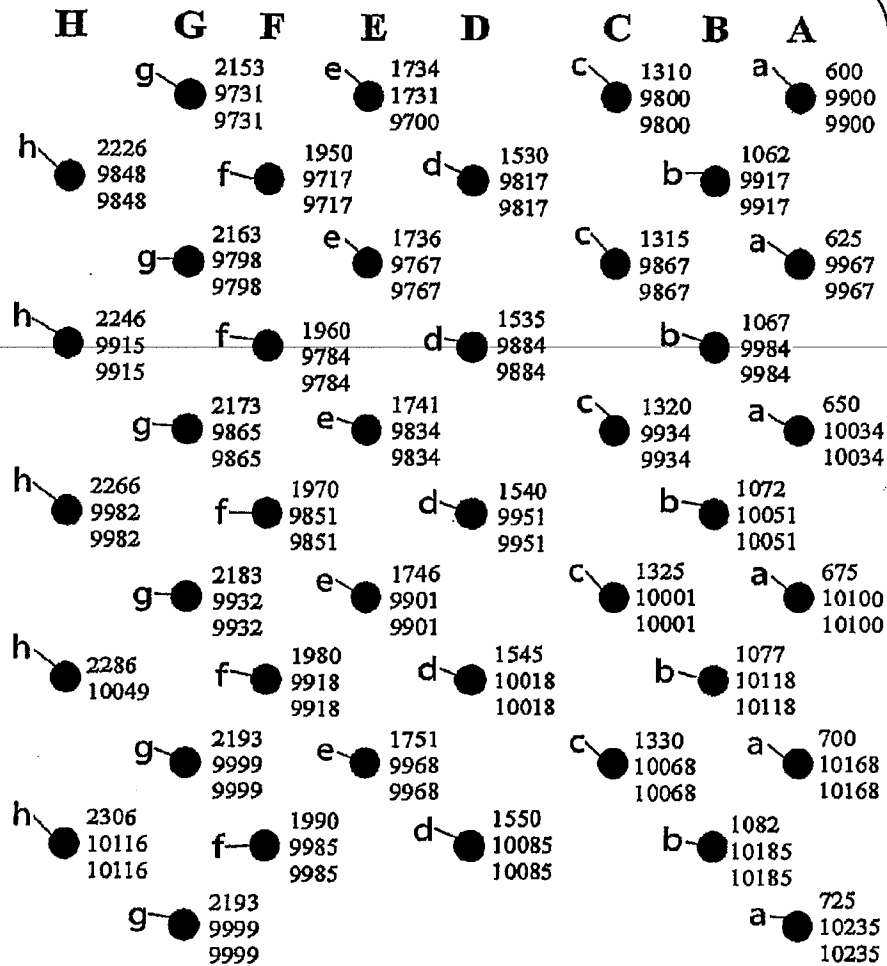 H G F E D C B A
g 2153 e 1734 c 1310 a 600
9731 1731 9800 9900
9731 9700 9800 9900
h 2226 f 1950 d 1530 b 1062
9848 9717 9817 9917
9848 9717 9817 9917
g 2163 e 1736 c 1315 a 625
9798 9767 9867 9967
9798 9767 9867 9967
h 2246 f 1960 d 1535 b 1067
9915 9784 9884 9984
9915 9784 9884 9984
g 2173 e 1741 c 1320 a 650
9865 9834 9934 10034
9865 9834 9934 10034
h 2266 f 1970 d 1540 b 1072
9982 9851 9951 10051
9982 9851 9951 10051
g 2183 e 1746 c 1325 a 675
9932 9901 10001 10100
9932 9901 10001 10100
h 2286 f 1980 d 1545 b 1077
10049 9918 10018 10118
9918 10018 10118
g 2193 e 1751 c 1330 a 700
9999 9968 10068 10168
9999 9968 10068 10168
h 2306 f 1990 d 1550 b 1082
10116 9985 10085 10185
10116 9985 10085 10185
g 2193 a 725
9999 10235
9999 10235